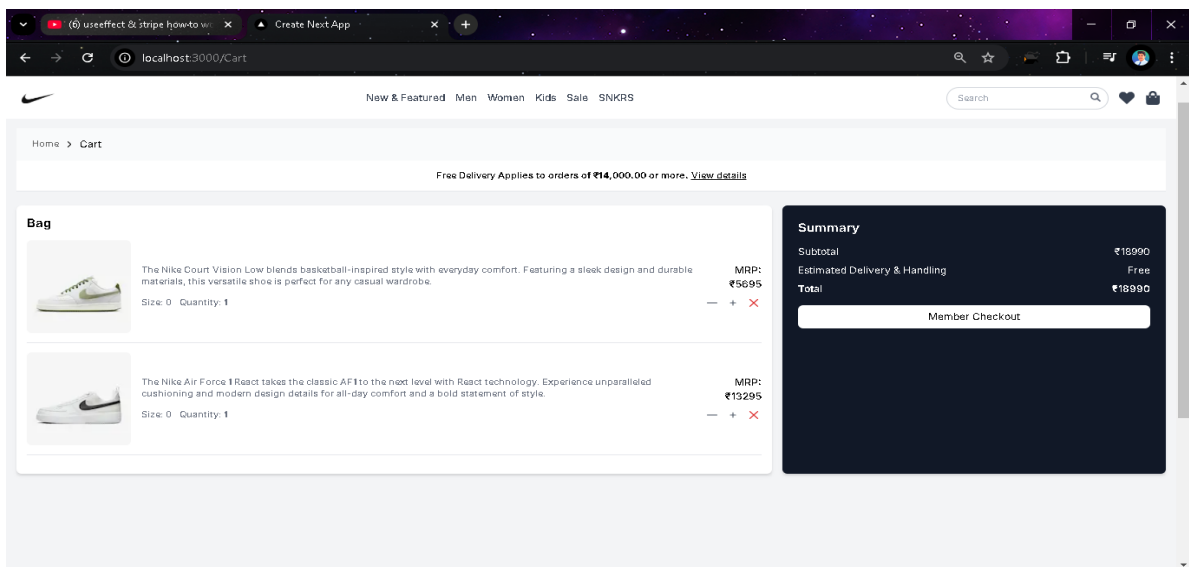 (6) useeffect & stripe how-to wo
Create Next App
localhost:3000/Cart
New & Featured Men Women Kids Sale SNKRS
Search
Home > Cart
Free Delivery Applies to orders of ₹14,000.00 or more. View details
Bag
The Nike Court Vision Low blends basketball-inspired style with everyday comfort. Featuring a sleek design and durable
materials, this versatile shoe is perfect for any casual wardrobe.
MRP:
₹5695
Size: 0 Quantity: 1
The Nike Air Force 1 React takes the classic AF1 to the next level with React technology. Experience unparalleled
cushioning and modern design details for all-day comfort and a bold statement of style.
MRP:
₹13295
Size: 0 Quantity: 1
Summary
Subtotal ₹18990
Estimated Delivery & Handling Free
Total ₹18990
Member Checkout